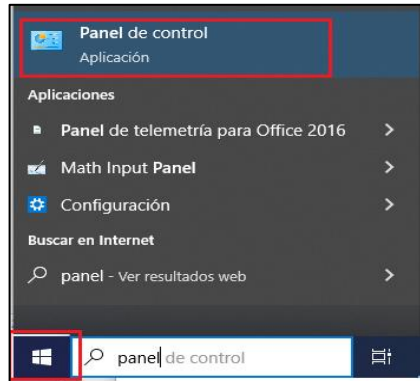 Panel de control
Aplicación
Aplicaciones
Panel de telemetría para Office 2016
Math Input Panel
Configuración
Buscar en Internet
panel - Ver resultados web
panel de control